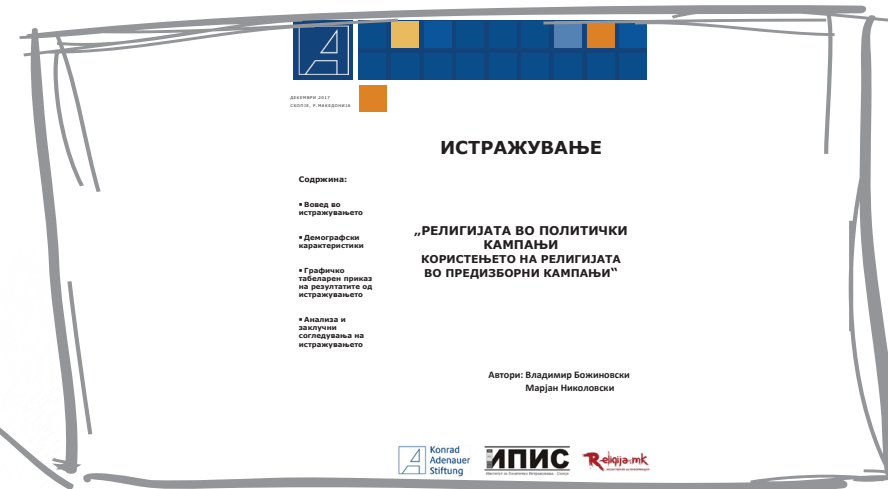 ДЕКЕМВРИ 2017
СКОПЈЕ, Р.МАКЕДОНИЈА
ИСТРАЖУВАЊЕ
Содржина:
▪ Вовед во
истражувањето
▪ Демографски
карактеристики
▪ Графичко
табеларен приказ
на резултатите од
истражувањето
▪ Анализа и
заклучни
согледувања на
истражувањето
„РЕЛИГИЈАТА ВО ПОЛИТИЧКИ
КАМПАЊИ
КОРИСТЕЊЕТО НА РЕЛИГИЈАТА
ВО ПРЕДИЗБОРНИ КАМПАЊИ“
Автори: Владимир Божиновски
Марјан Николовски
Konrad
Adenauer
Stiftung
ИПИС
Religija.mk